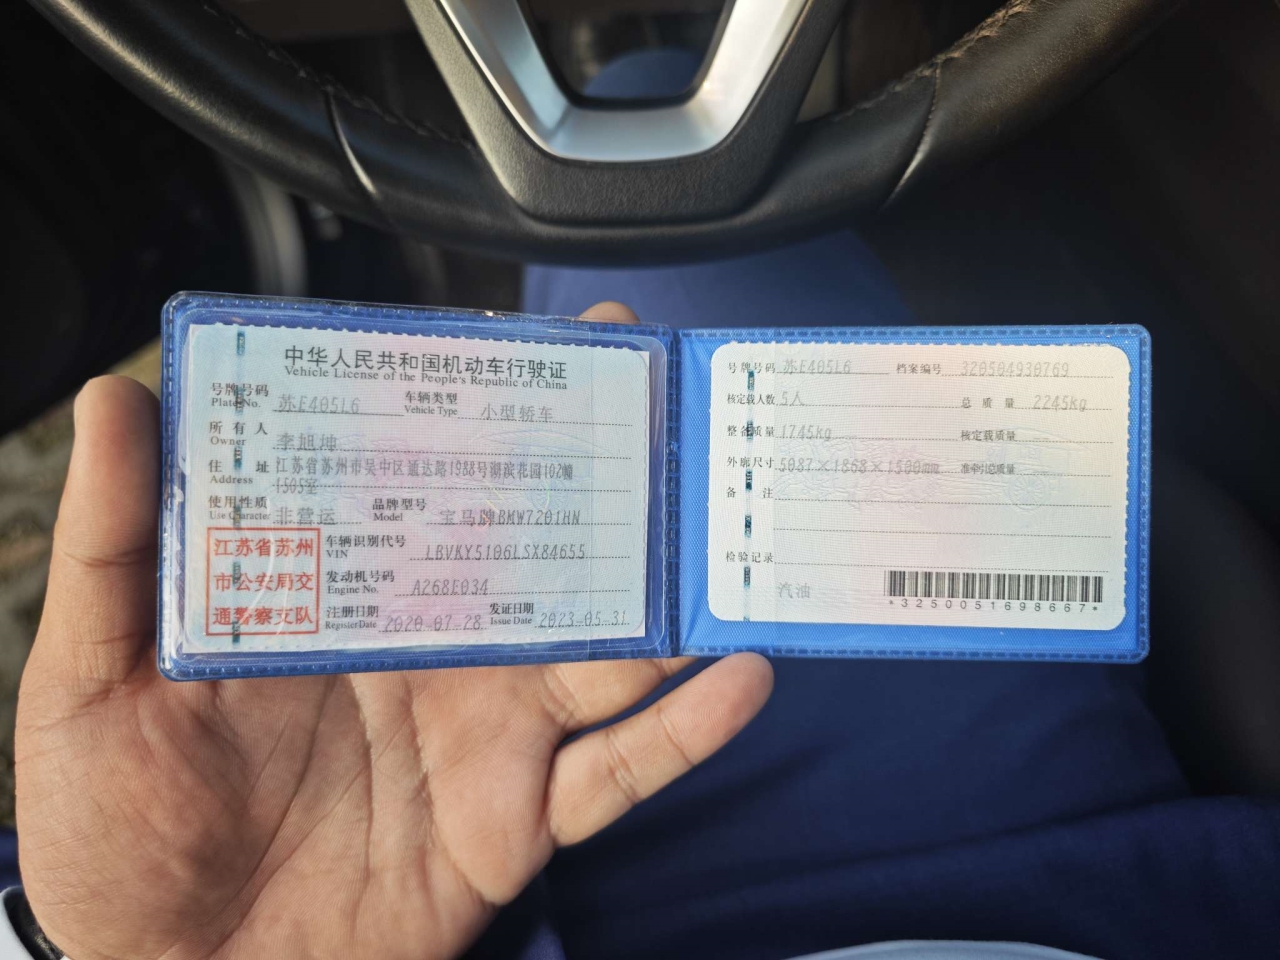 中华人民共和国机动车行驶证
Vehicle License of the People's Republic of China
号牌号码 苏E405L6 车辆类型 小型轿车
Plate No. Vehicle Type
所有人 李旭坤
Owner
住址 江苏省苏州市吴中区通达路1988号湖滨花园102幢
Address 1505室
使用性质 非营运 品牌型号 宝马牌BMW7201HN
Use Character Model
江苏省苏州
市公安局交
通警察支队
车辆识别代号 LBVKY5106LSX84655
VIN
发动机号码 A268E034
Engine No.
注册日期 2020-07-28 发证日期 2023-05-31
Register Date Issue Date
号牌号码 苏E405L6 档案编号 320504930769
核定载人数 5人 总质量 2245kg
整备质量 1745kg 核定载质量 --
外廓尺寸 5087×1868×1500mm 准牵引总质量 --
备注
检验记录
汽油
*3250051698667*